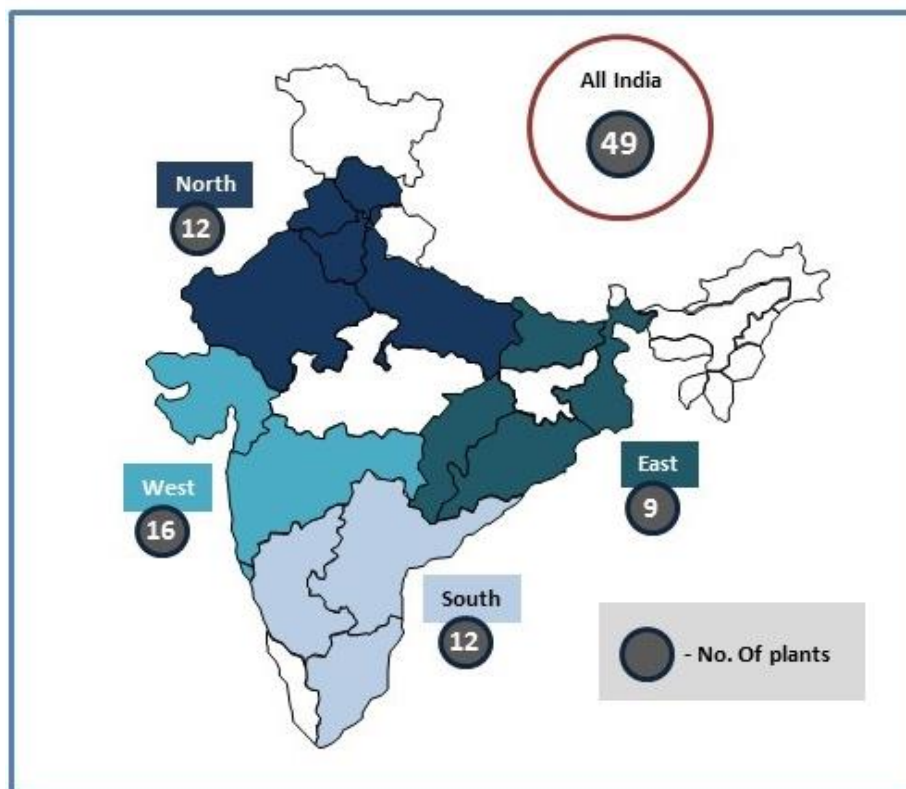 All India
49
North
12
West
16
East
9
South
12
- No. Of plants